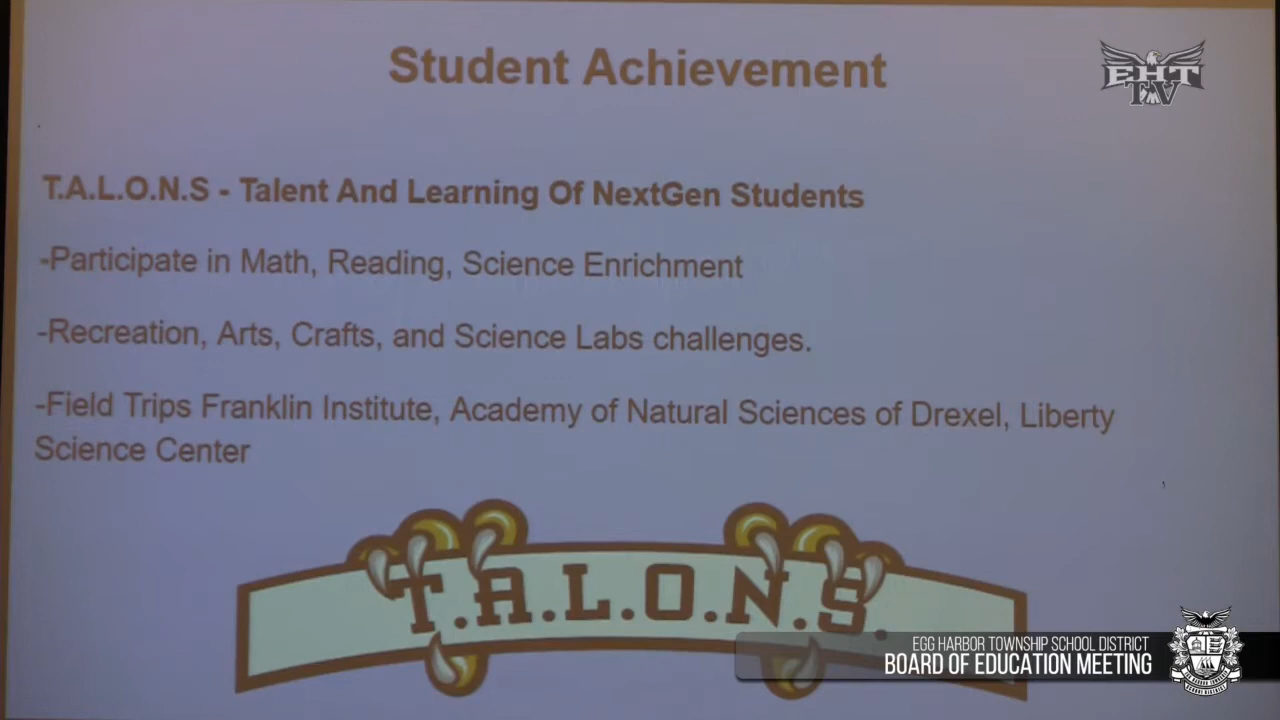 Student Achievement
EHT
TV
T.A.L.O.N.S - Talent And Learning Of NextGen Students
-Participate in Math, Reading, Science Enrichment
-Recreation, Arts, Crafts, and Science Labs challenges.
-Field Trips Franklin Institute, Academy of Natural Sciences of Drexel, Liberty
Science Center
T.A.L.O.N.S.
EGG HARBOR TOWNSHIP SCHOOL DISTRICT
BOARD OF EDUCATION MEETING